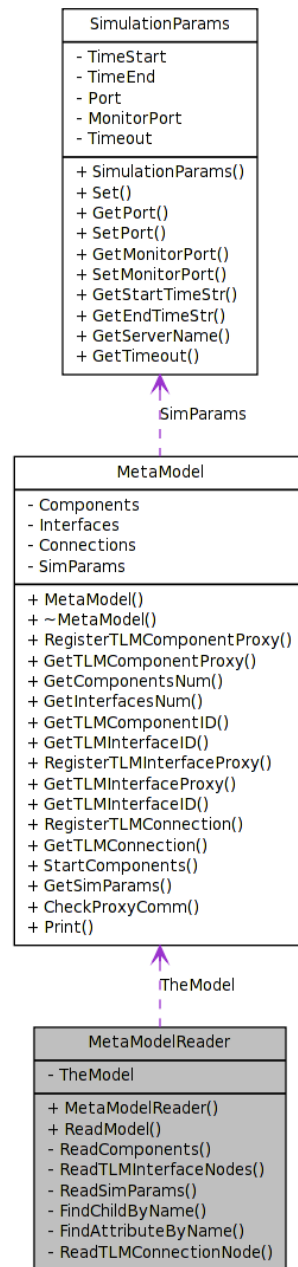 SimulationParams
- TimeStart
- TimeEnd
- Port
- MonitorPort
- Timeout
+ SimulationParams()
+ Set()
+ GetPort()
+ SetPort()
+ GetMonitorPort()
+ SetMonitorPort()
+ GetStartTimeStr()
+ GetEndTimeStr()
+ GetServerName()
+ GetTimeout()
SimParams
MetaModel
- Components
- Interfaces
- Connections
- SimParams
+ MetaModel()
+ ~MetaModel()
+ RegisterTLMComponentProxy()
+ GetTLMComponentProxy()
+ GetComponentsNum()
+ GetInterfacesNum()
+ GetTLMComponentID()
+ GetTLMInterfaceID()
+ RegisterTLMInterfaceProxy()
+ GetTLMInterfaceProxy()
+ GetTLMInterfaceID()
+ RegisterTLMConnection()
+ GetTLMConnection()
+ StartComponents()
+ GetSimParams()
+ CheckProxyComm()
+ Print()
TheModel
MetaModelReader
- TheModel
+ MetaModelReader()
+ ReadModel()
- ReadComponents()
- ReadTLMInterfaceNodes()
- ReadSimParams()
- FindChildByName()
- FindAttributeByName()
- ReadTLMConnectionNode()